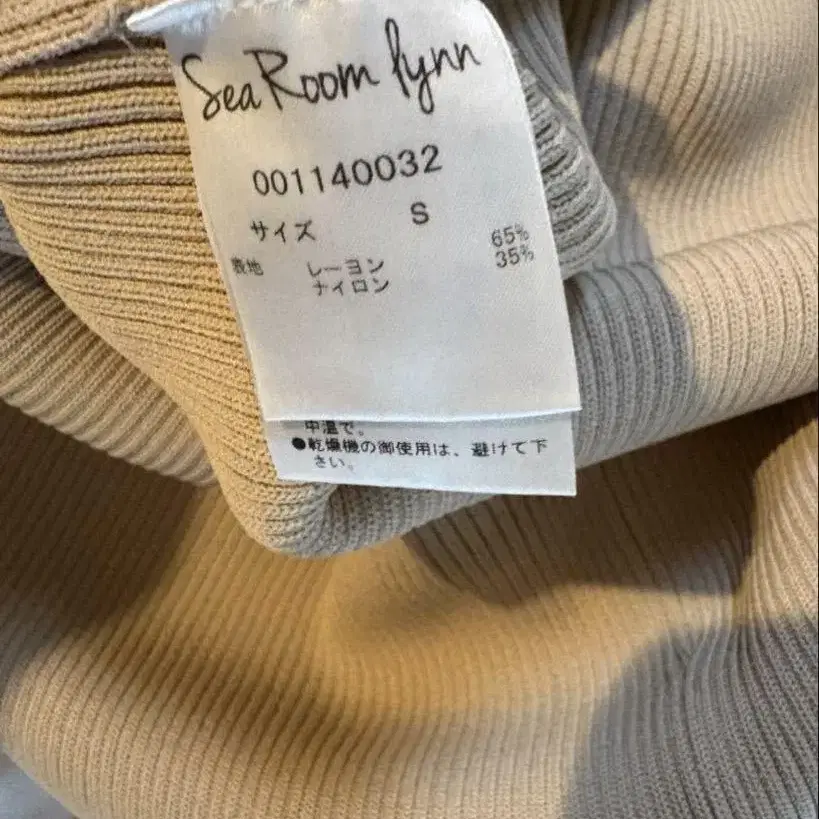 SeaRoom lynn
001140032
サイズ S
表地 レーヨン 65%
ナイロン 35%
中温で。
●乾燥機の御使用は、避けて下
さい。